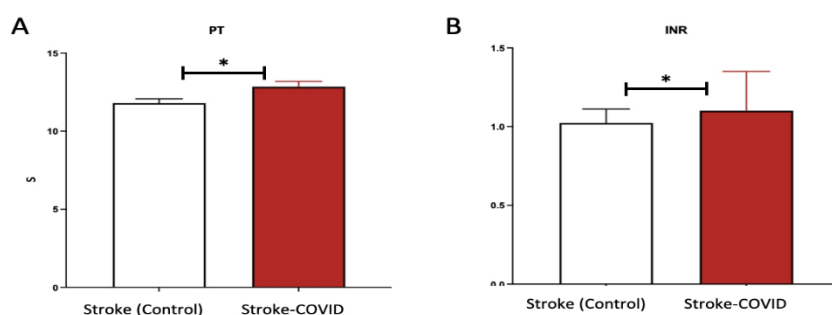 A
PT
15
*
10
S
5
0
Stroke (Control) Stroke-COVID
B
INR
1.5
*
1.0
0.5
0.0
Stroke (Control) Stroke-COVID